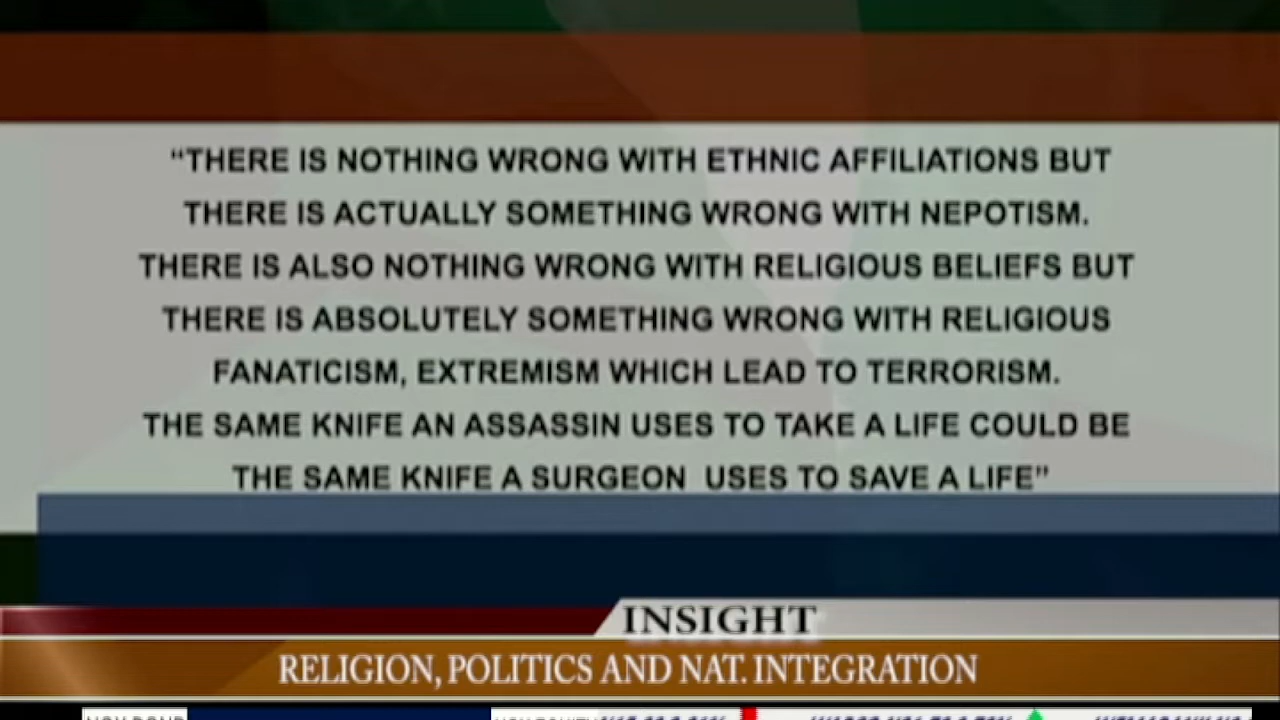 “THERE IS NOTHING WRONG WITH ETHNIC AFFILIATIONS BUT
THERE IS ACTUALLY SOMETHING WRONG WITH NEPOTISM.
THERE IS ALSO NOTHING WRONG WITH RELIGIOUS BELIEFS BUT
THERE IS ABSOLUTELY SOMETHING WRONG WITH RELIGIOUS
FANATICISM, EXTREMISM WHICH LEAD TO TERRORISM.
THE SAME KNIFE AN ASSASSIN USES TO TAKE A LIFE COULD BE
THE SAME KNIFE A SURGEON USES TO SAVE A LIFE”
INSIGHT
RELIGION, POLITICS AND NAT. INTEGRATION